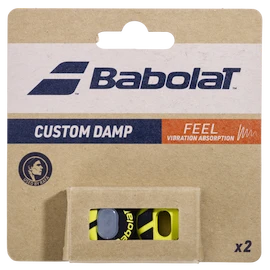 BABOLAT
CUSTOM DAMP
FEEL
VIBRATION ABSORPTION
x2